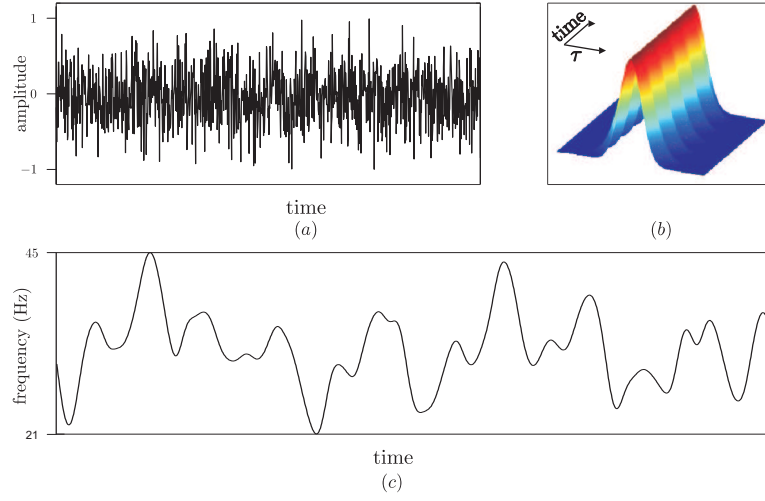 1
0
−1
amplitude
time
(a)
time
τ
(b)
45
21
frequency (Hz)
time
(c)